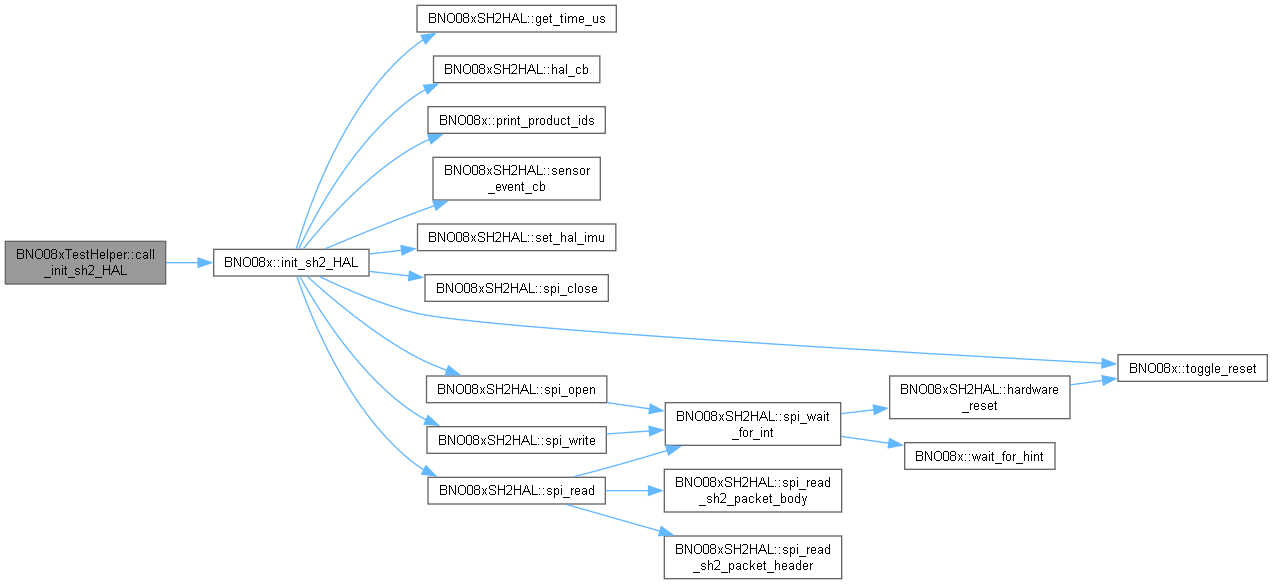 BNO08xTestHelper::call
_init_sh2_HAL
BNO08x::init_sh2_HAL
BNO08xSH2HAL::get_time_us
BNO08xSH2HAL::hal_cb
BNO08x::print_product_ids
BNO08xSH2HAL::sensor
_event_cb
BNO08xSH2HAL::set_hal_imu
BNO08xSH2HAL::spi_close
BNO08xSH2HAL::spi_open
BNO08xSH2HAL::spi_write
BNO08xSH2HAL::spi_read
BNO08xSH2HAL::spi_wait
_for_int
BNO08xSH2HAL::spi_read
_sh2_packet_body
BNO08xSH2HAL::spi_read
_sh2_packet_header
BNO08xSH2HAL::hardware
_reset
BNO08x::wait_for_hint
BNO08x::toggle_reset